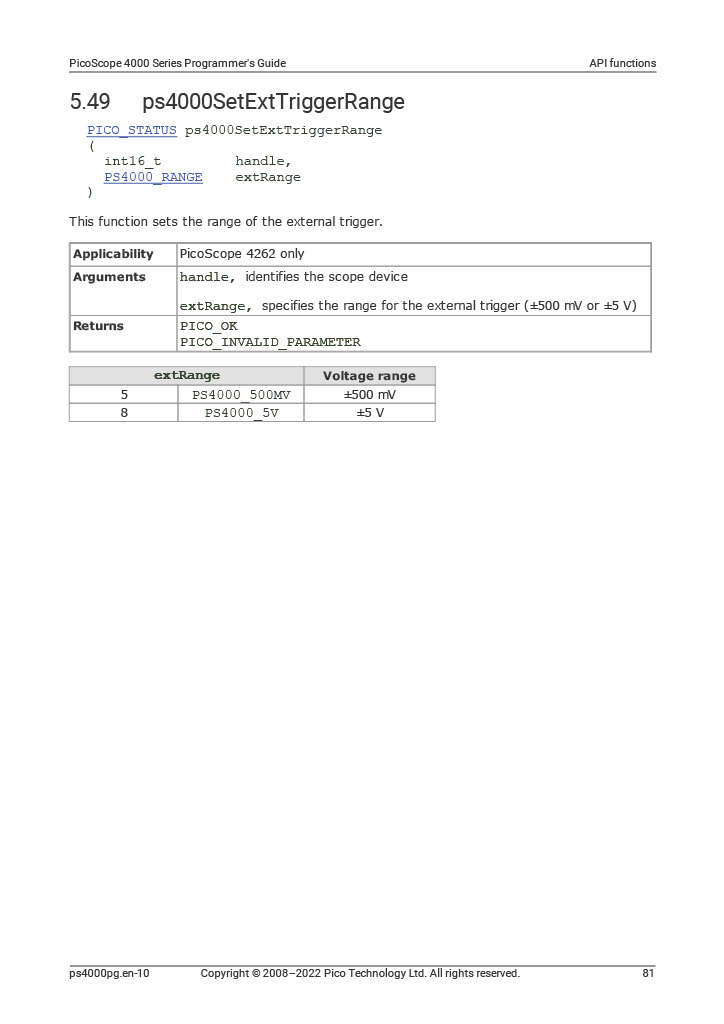 PicoScope 4000 Series Programmer's Guide API functions
5.49 ps4000SetExtTriggerRange
PICO_STATUS ps4000SetExtTriggerRange
(
int16_t handle,
PS4000_RANGE extRange
)
This function sets the range of the external trigger.
Applicability PicoScope 4262 only
Arguments handle, identifies the scope device
extRange, specifies the range for the external trigger (±500 mV or ±5 V)
Returns PICO_OK
PICO_INVALID_PARAMETER
extRange Voltage range
5 PS4000_500MV ±500 mV
8 PS4000_5V ±5 V
ps4000pg.en-10 Copyright © 2008–2022 Pico Technology Ltd. All rights reserved. 81